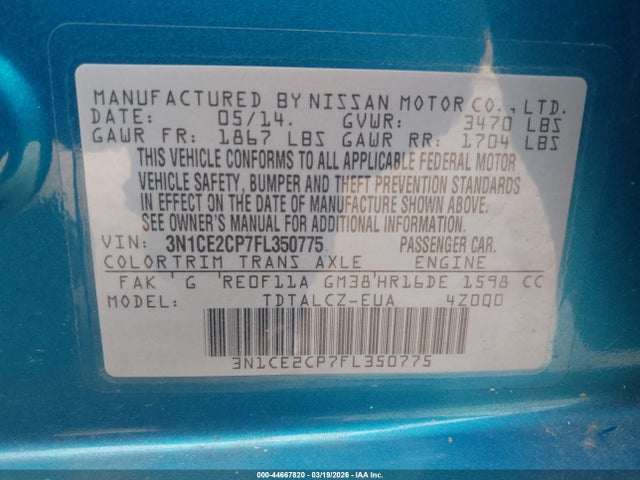 MANUFACTURED BY NISSAN MOTOR CO., LTD.
DATE: 05/14. GVWR: 3470 LBS
GAWR FR: 1867 LBS GAWR RR: 1704 LBS
THIS VEHICLE CONFORMS TO ALL APPLICABLE FEDERAL MOTOR
VEHICLE SAFETY, BUMPER AND THEFT PREVENTION STANDARDS
IN EFFECT ON THE DATE OF MANUFACTURE SHOWN ABOVE.
SEE OWNER'S MANUAL FOR ADDITIONAL INFORMATION.
VIN: 3N1CE2CP7FL350775 PASSENGER CAR.
COLOR TRIM TRANS AXLE ENGINE
FAK G RE0F11A GM38 HR16DE 1598 CC
MODEL: TDTALCZ-EUA 4Z0Q0
3N1CE2CP7FL350775
000-44667820 - 03/19/2026 - IAA Inc.